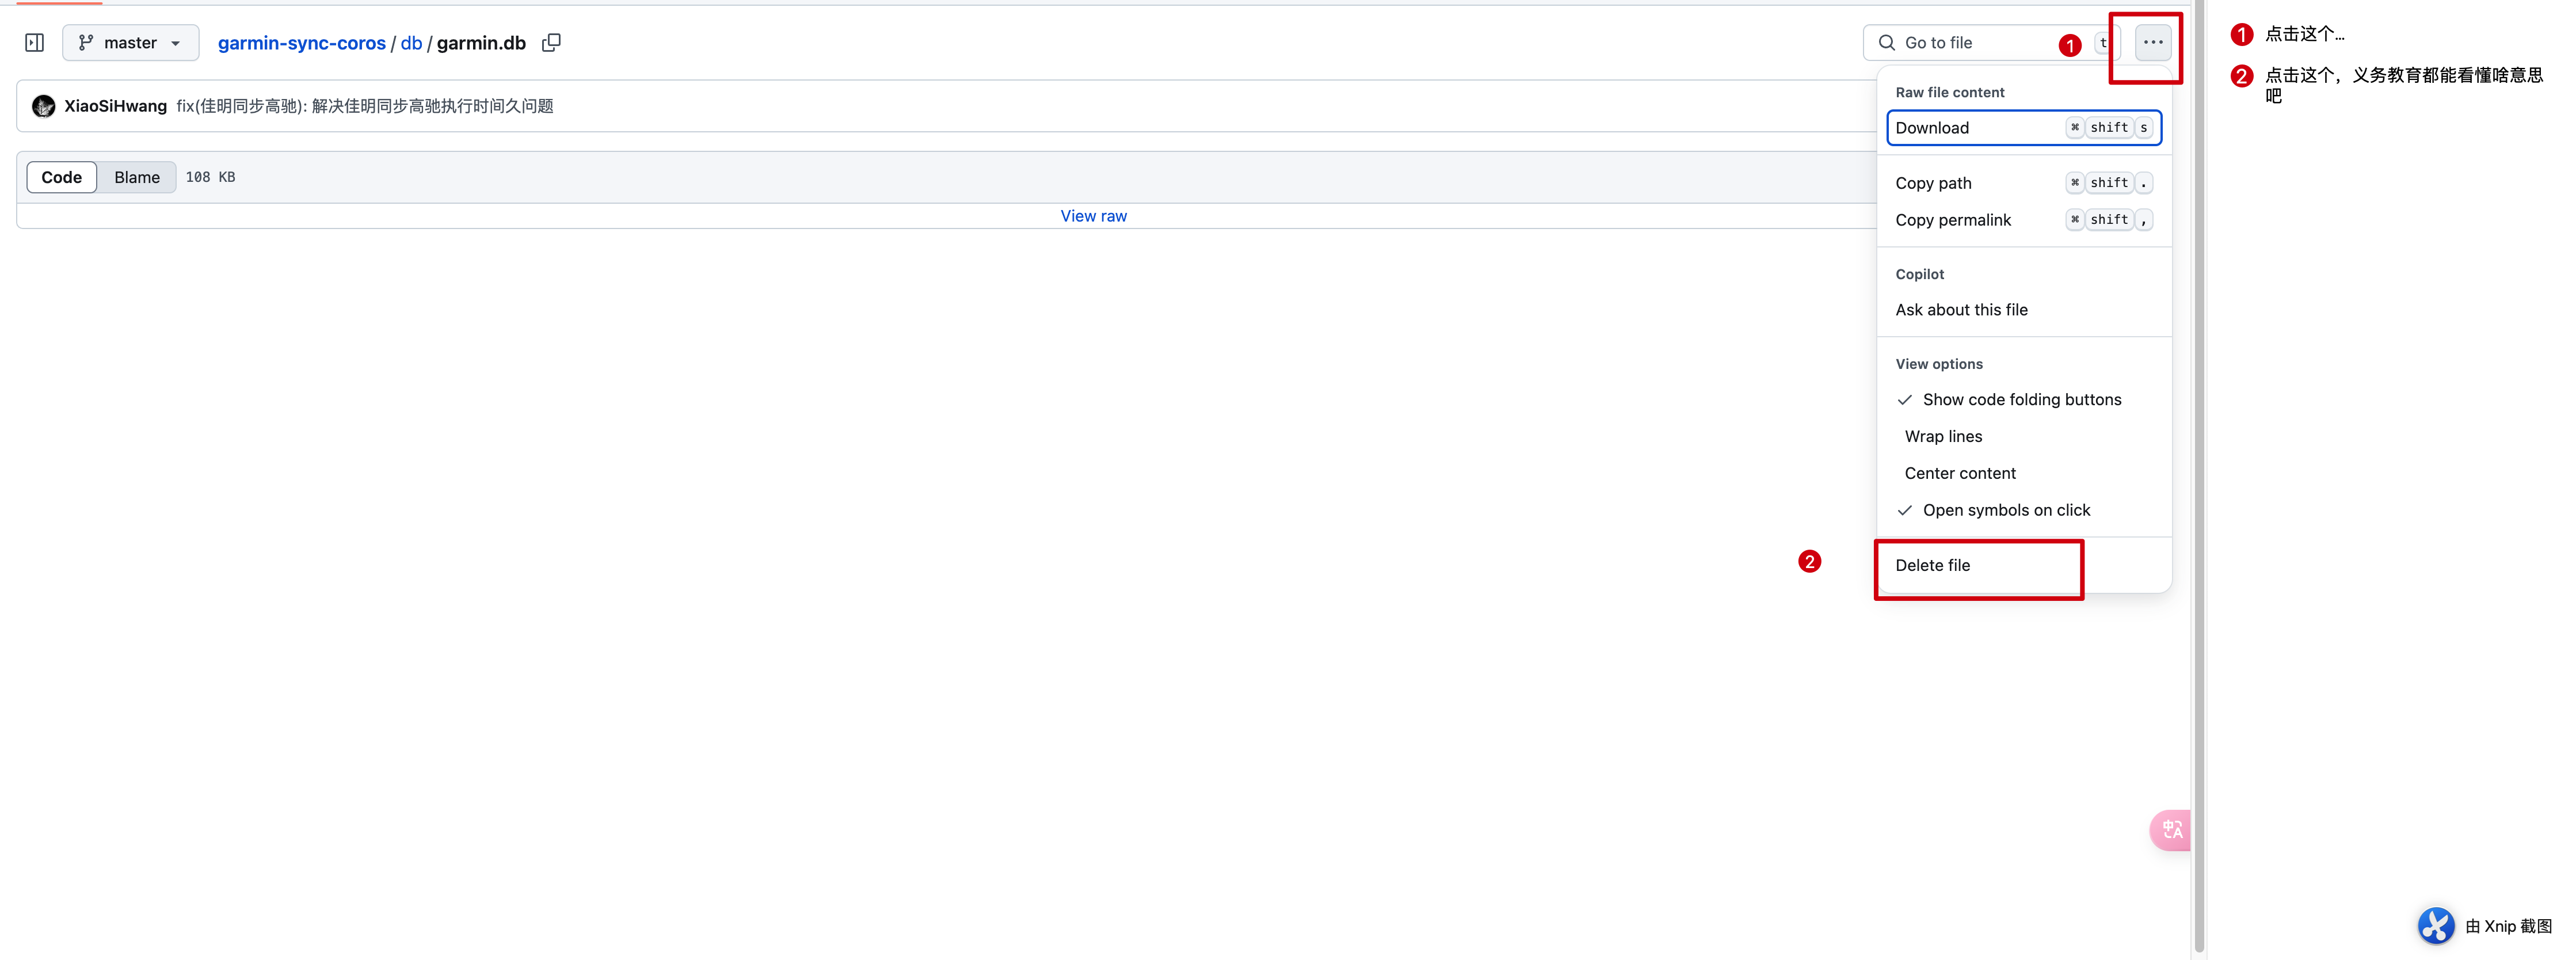 master
garmin-sync-coros / db / garmin.db
Go to file
1
t
...
XiaoSiHwang fix(佳明同步高驰): 解决佳明同步高驰执行时间久问题
Code
Blame
108 KB
View raw
Raw file content
Download ⌘ shift s
Copy path ⌘ shift .
Copy permalink ⌘ shift ,
Copilot
Ask about this file
View options
Show code folding buttons
Wrap lines
Center content
Open symbols on click
2
Delete file
1 点击这个...
2 点击这个，义务教育都能看懂啥意思
吧
中A
由 Xnip 截图